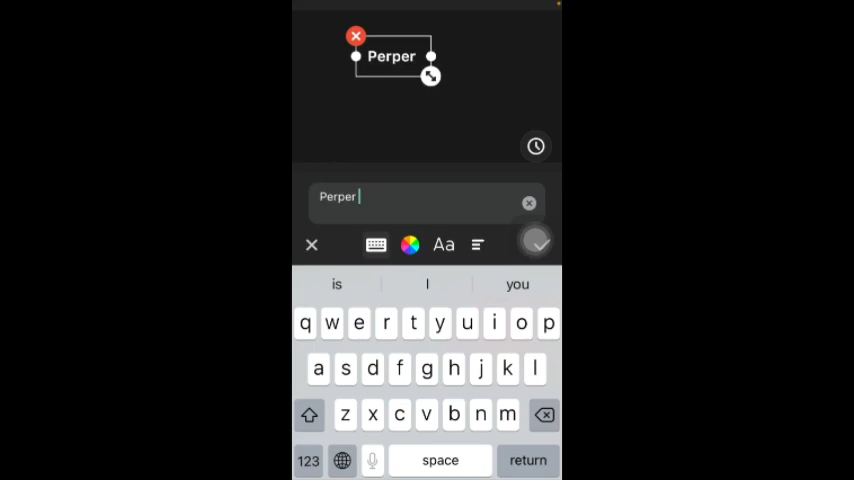 Perper
Perper
Aa
is I you
q w e r t y u i o p
a s d f g h j k l
z x c v b n m
123 space return